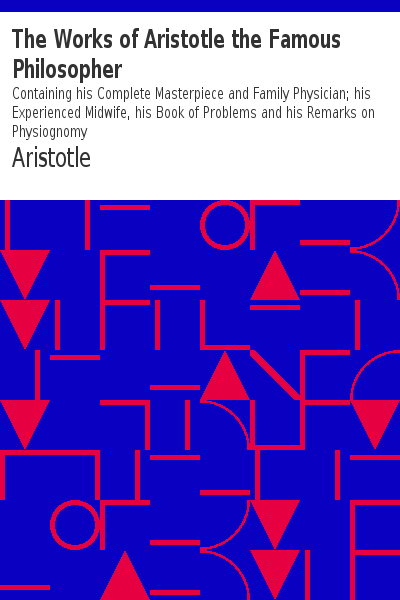 The Works of Aristotle the Famous
Philosopher
Containing his Complete Masterpiece and Family Physician; his
Experienced Midwife, his Book of Problems and his Remarks on
Physiognomy
Aristotle